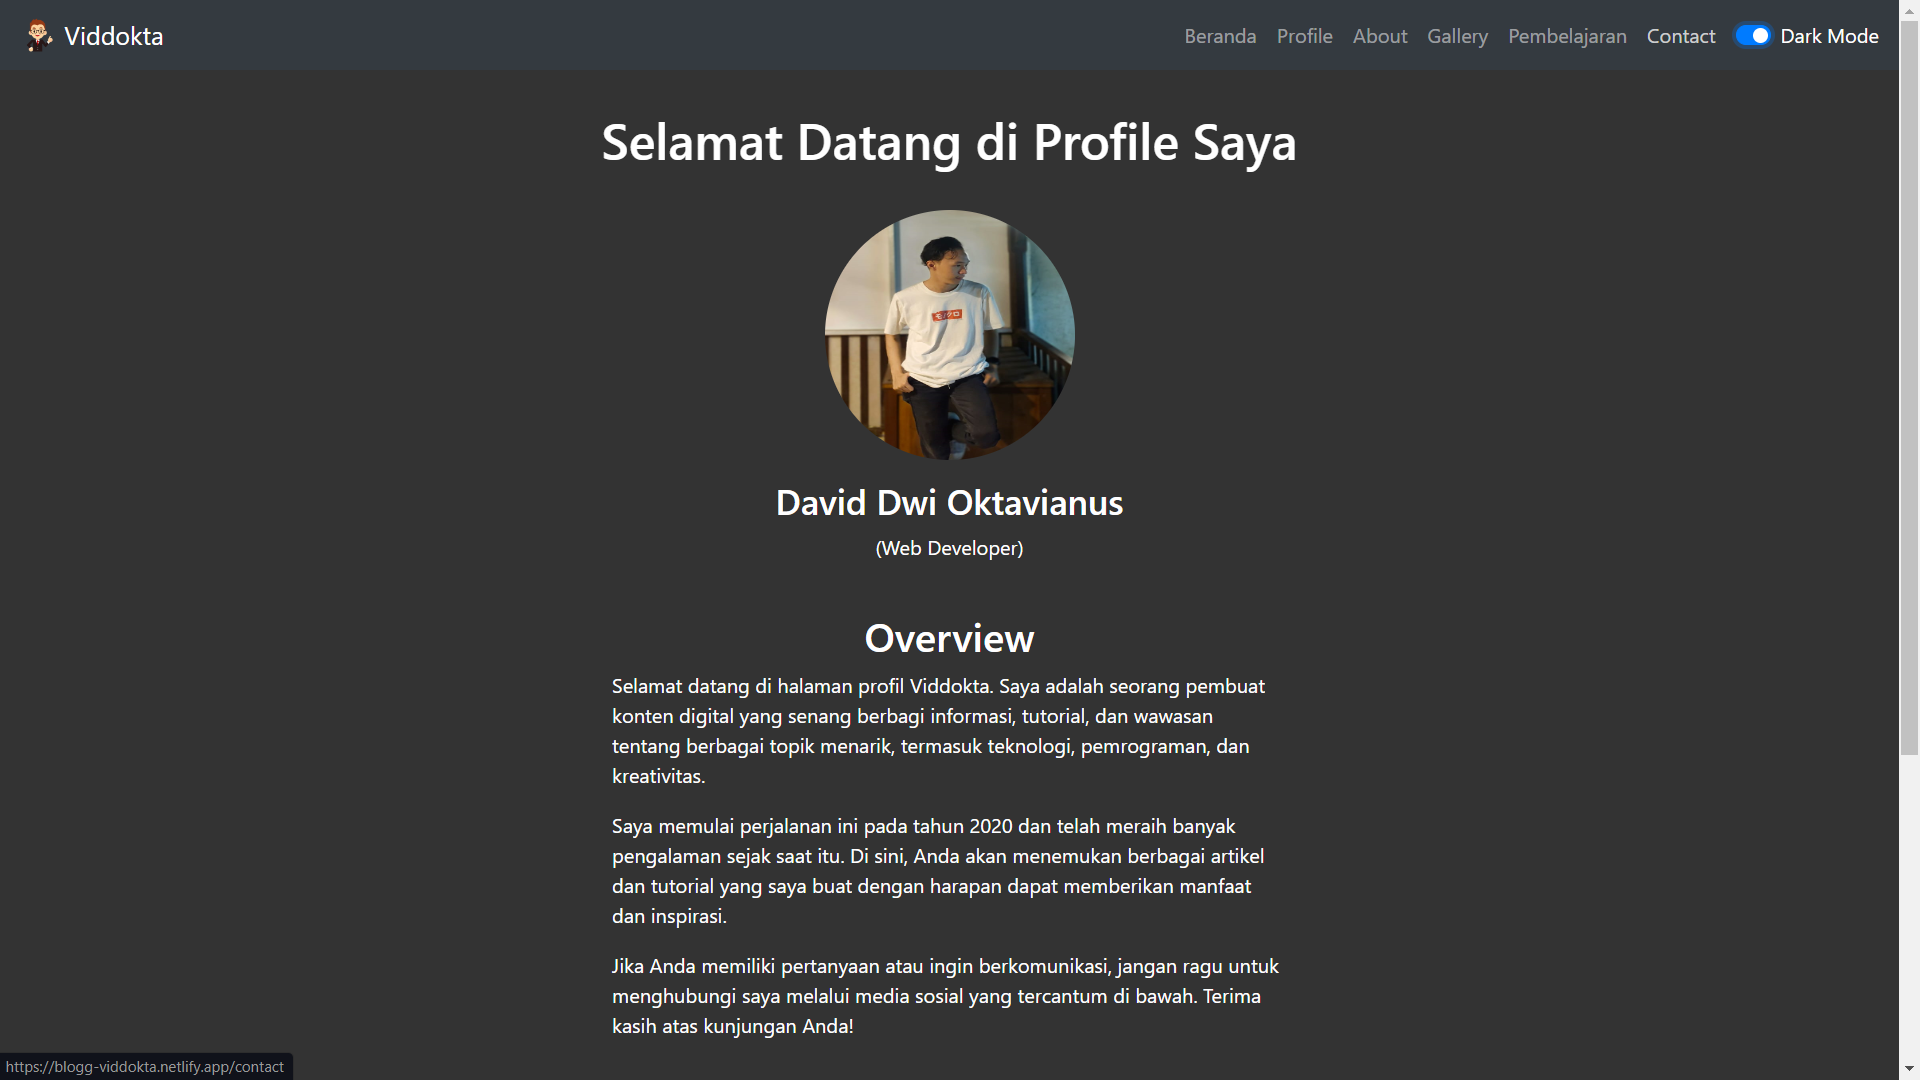 Viddokta
Beranda Profile About Gallery Pembelajaran Contact Dark Mode
Selamat Datang di Profile Saya
モノクロ
David Dwi Oktavianus
(Web Developer)
Overview
Selamat datang di halaman profil Viddokta. Saya adalah seorang pembuat
konten digital yang senang berbagi informasi, tutorial, dan wawasan
tentang berbagai topik menarik, termasuk teknologi, pemrograman, dan
kreativitas.
Saya memulai perjalanan ini pada tahun 2020 dan telah meraih banyak
pengalaman sejak saat itu. Di sini, Anda akan menemukan berbagai artikel
dan tutorial yang saya buat dengan harapan dapat memberikan manfaat
dan inspirasi.
Jika Anda memiliki pertanyaan atau ingin berkomunikasi, jangan ragu untuk
menghubungi saya melalui media sosial yang tercantum di bawah. Terima
kasih atas kunjungan Anda!
https://blogg-viddokta.netlify.app/contact